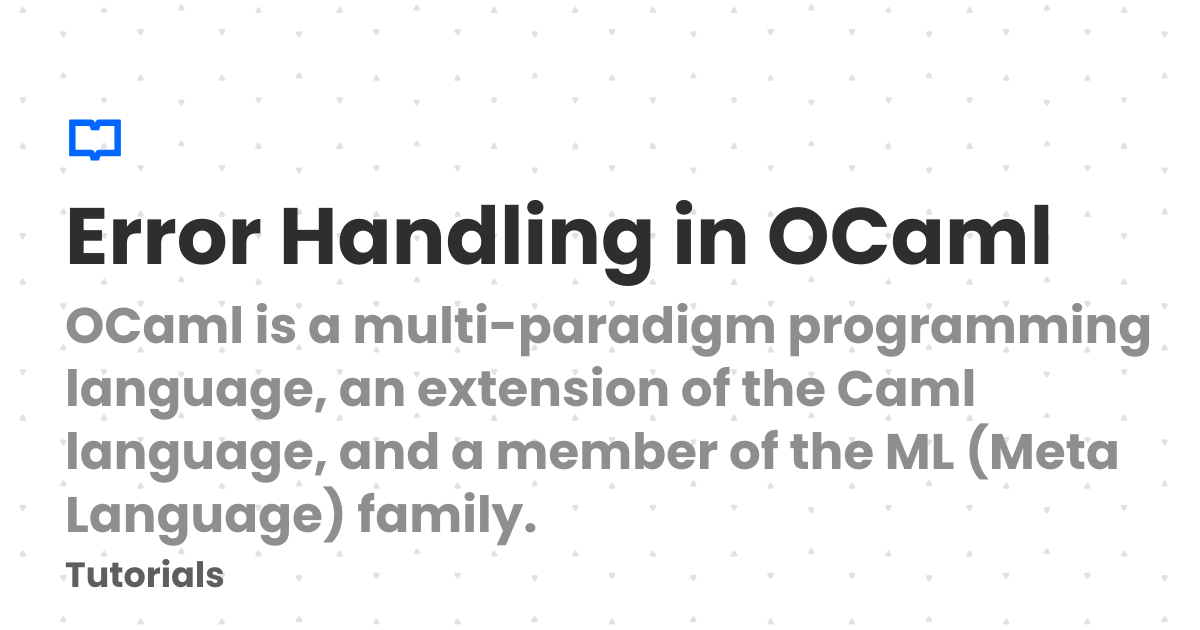 Error Handling in OCaml
OCaml is a multi-paradigm programming
language, an extension of the Caml
language, and a member of the ML (Meta
Language) family.
Tutorials